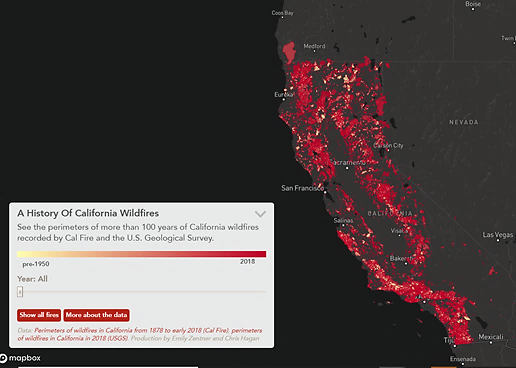 Coos Bay
Boise
Medford
Twin
Eureka
NEVADA
Carson City
Sacramento
San Francisco
CALIFORNIA
Salinas
Visal
Las Vegas
Bakers
A History Of California Wildfires
See the perimeters of more than 100 years of California wildfires
recorded by Cal Fire and the U.S. Geological Survey.
pre-1950
2018
Year: All
Show all fires
More about the data
Data: Perimeters of wildfires in California from 1878 to early 2018 (Cal Fire), perimeters
of wildfires in California in 2018 (USGS). Production by Emily Zentner and Chris Hagan
Tiju
Mexicali
Ensenada
mapbox